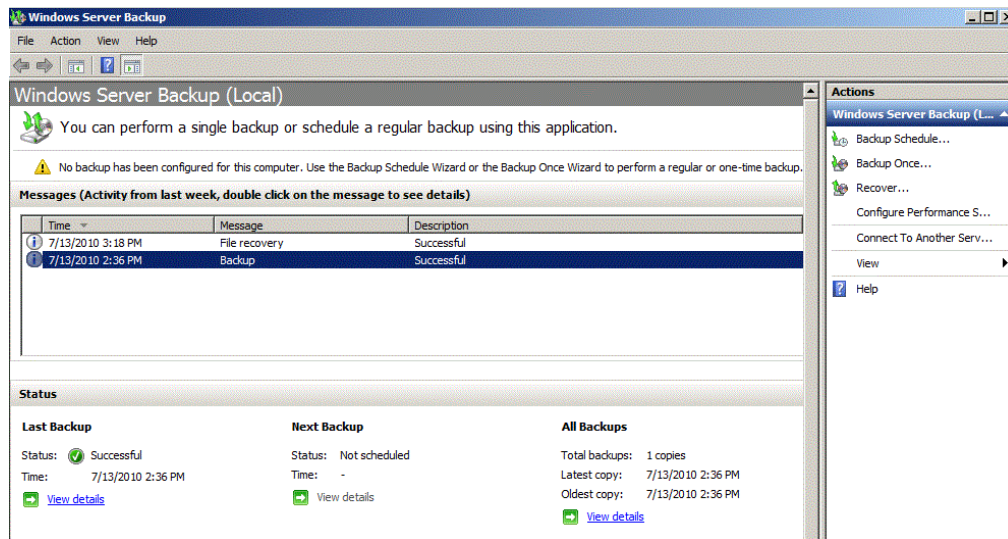 Windows Server Backup
File Action View Help
Windows Server Backup (Local)
You can perform a single backup or schedule a regular backup using this application.
No backup has been configured for this computer. Use the Backup Schedule Wizard or the Backup Once Wizard to perform a regular or one-time backup.
Messages (Activity from last week, double click on the message to see details)
Time Message Description
7/13/2010 3:18 PM File recovery Successful
7/13/2010 2:36 PM Backup Successful
Status
Last Backup
Status: Successful
Time: 7/13/2010 2:36 PM
View details
Next Backup
Status: Not scheduled
Time: -
View details
All Backups
Total backups: 1 copies
Latest copy: 7/13/2010 2:36 PM
Oldest copy: 7/13/2010 2:36 PM
View details
Actions
Windows Server Backup (L...
Backup Schedule...
Backup Once...
Recover...
Configure Performance S...
Connect To Another Serv...
View
Help